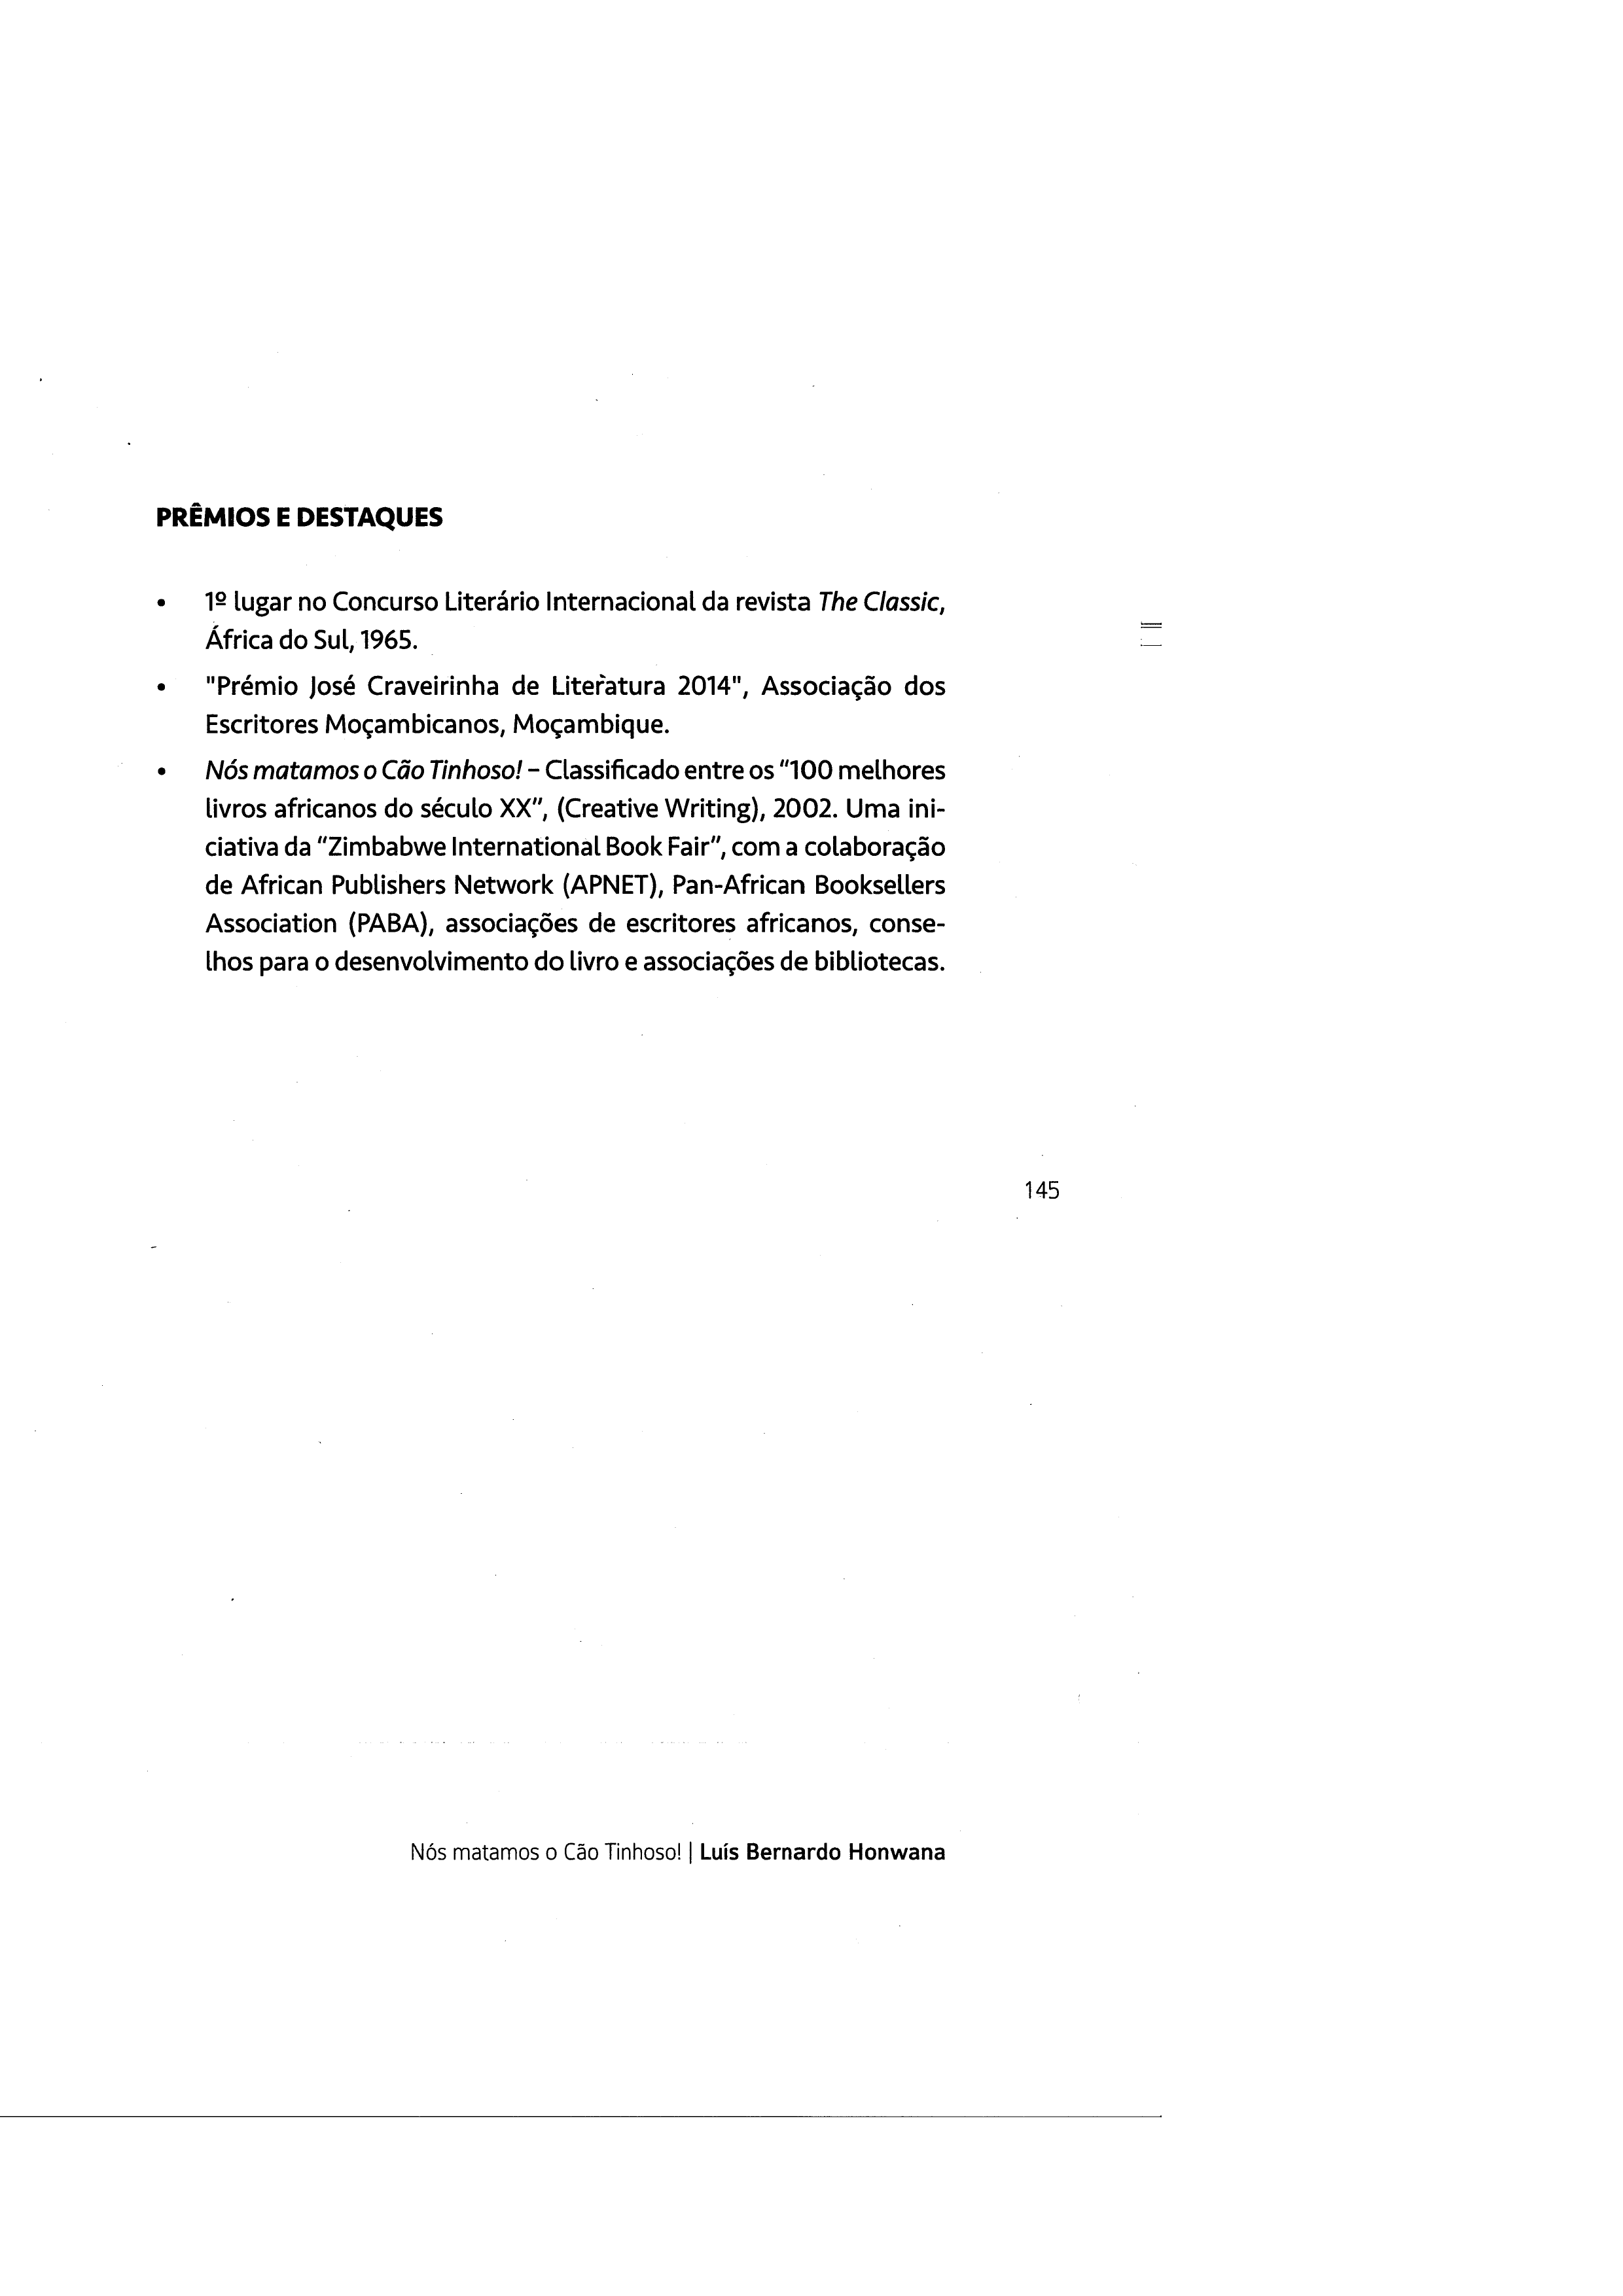 PRÊMIOS E DESTAQUES
• 1º lugar no Concurso Literário Internacional da revista The Classic,
África do Sul, 1965.
• "Prémio José Craveirinha de Literatura 2014", Associação dos
Escritores Moçambicanos, Moçambique.
• Nós matamos o Cão Tinhoso! – Classificado entre os “100 melhores
livros africanos do século XX”, (Creative Writing), 2002. Uma ini-
ciativa da “Zimbabwe International Book Fair”, com a colaboração
de African Publishers Network (APNET), Pan-African Booksellers
Association (PABA), associações de escritores africanos, conse-
lhos para o desenvolvimento do livro e associações de bibliotecas.
145
Nós matamos o Cão Tinhoso! | Luís Bernardo Honwana